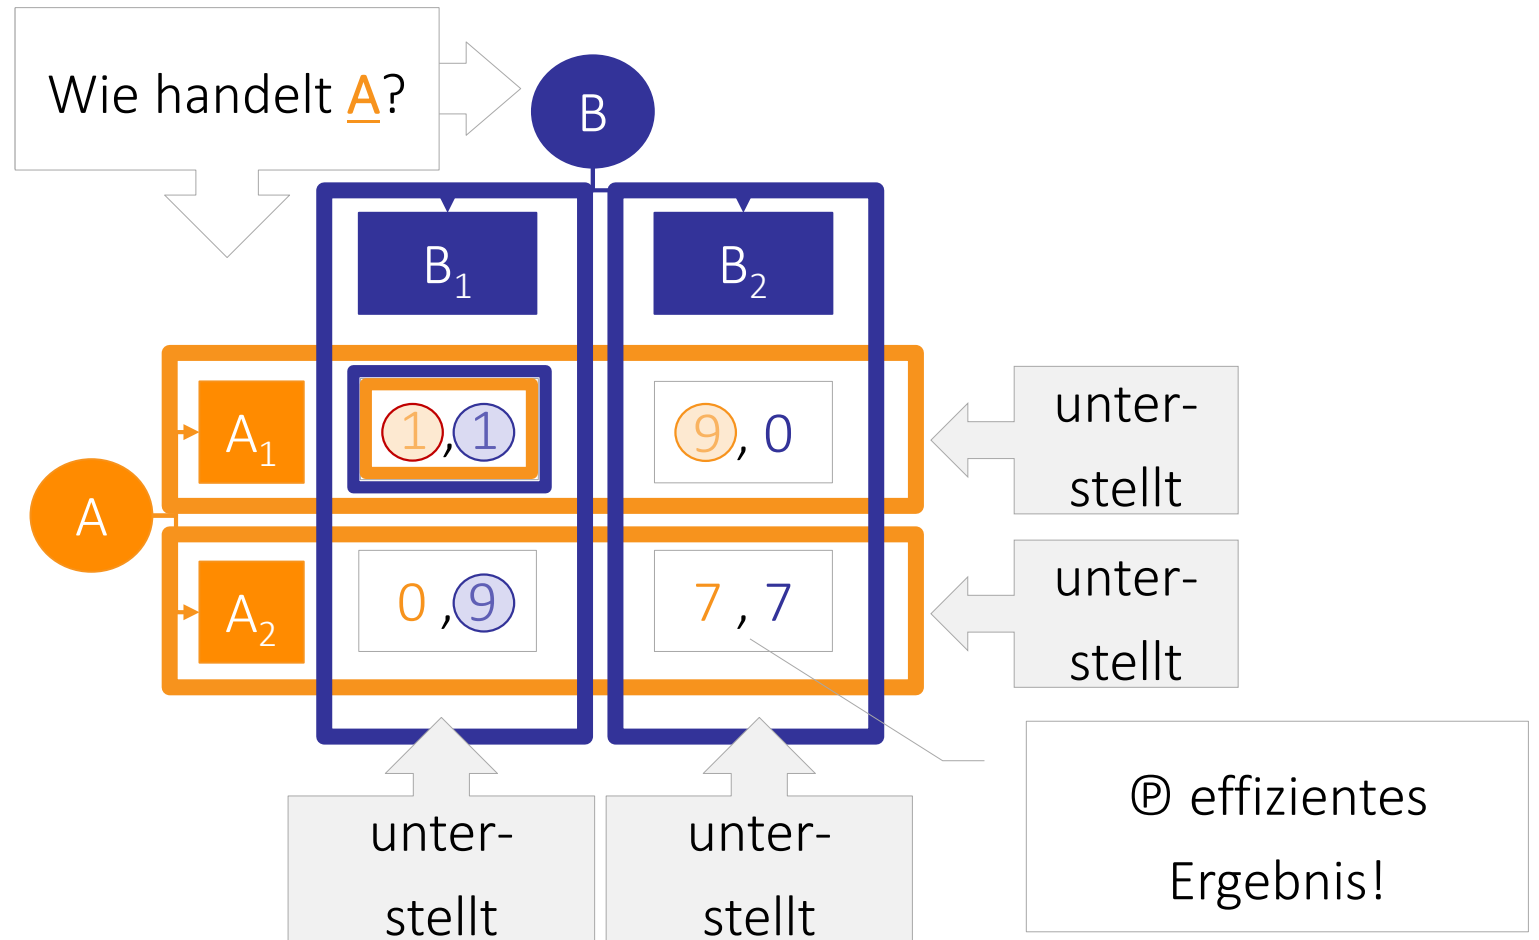 Wie handelt A?
B
B1
B2
A
A1
1, 1
9, 0
unter-
stellt
A2
0, 9
7, 7
unter-
stellt
unter-
stellt
unter-
stellt
Ⓟ effizientes
Ergebnis!